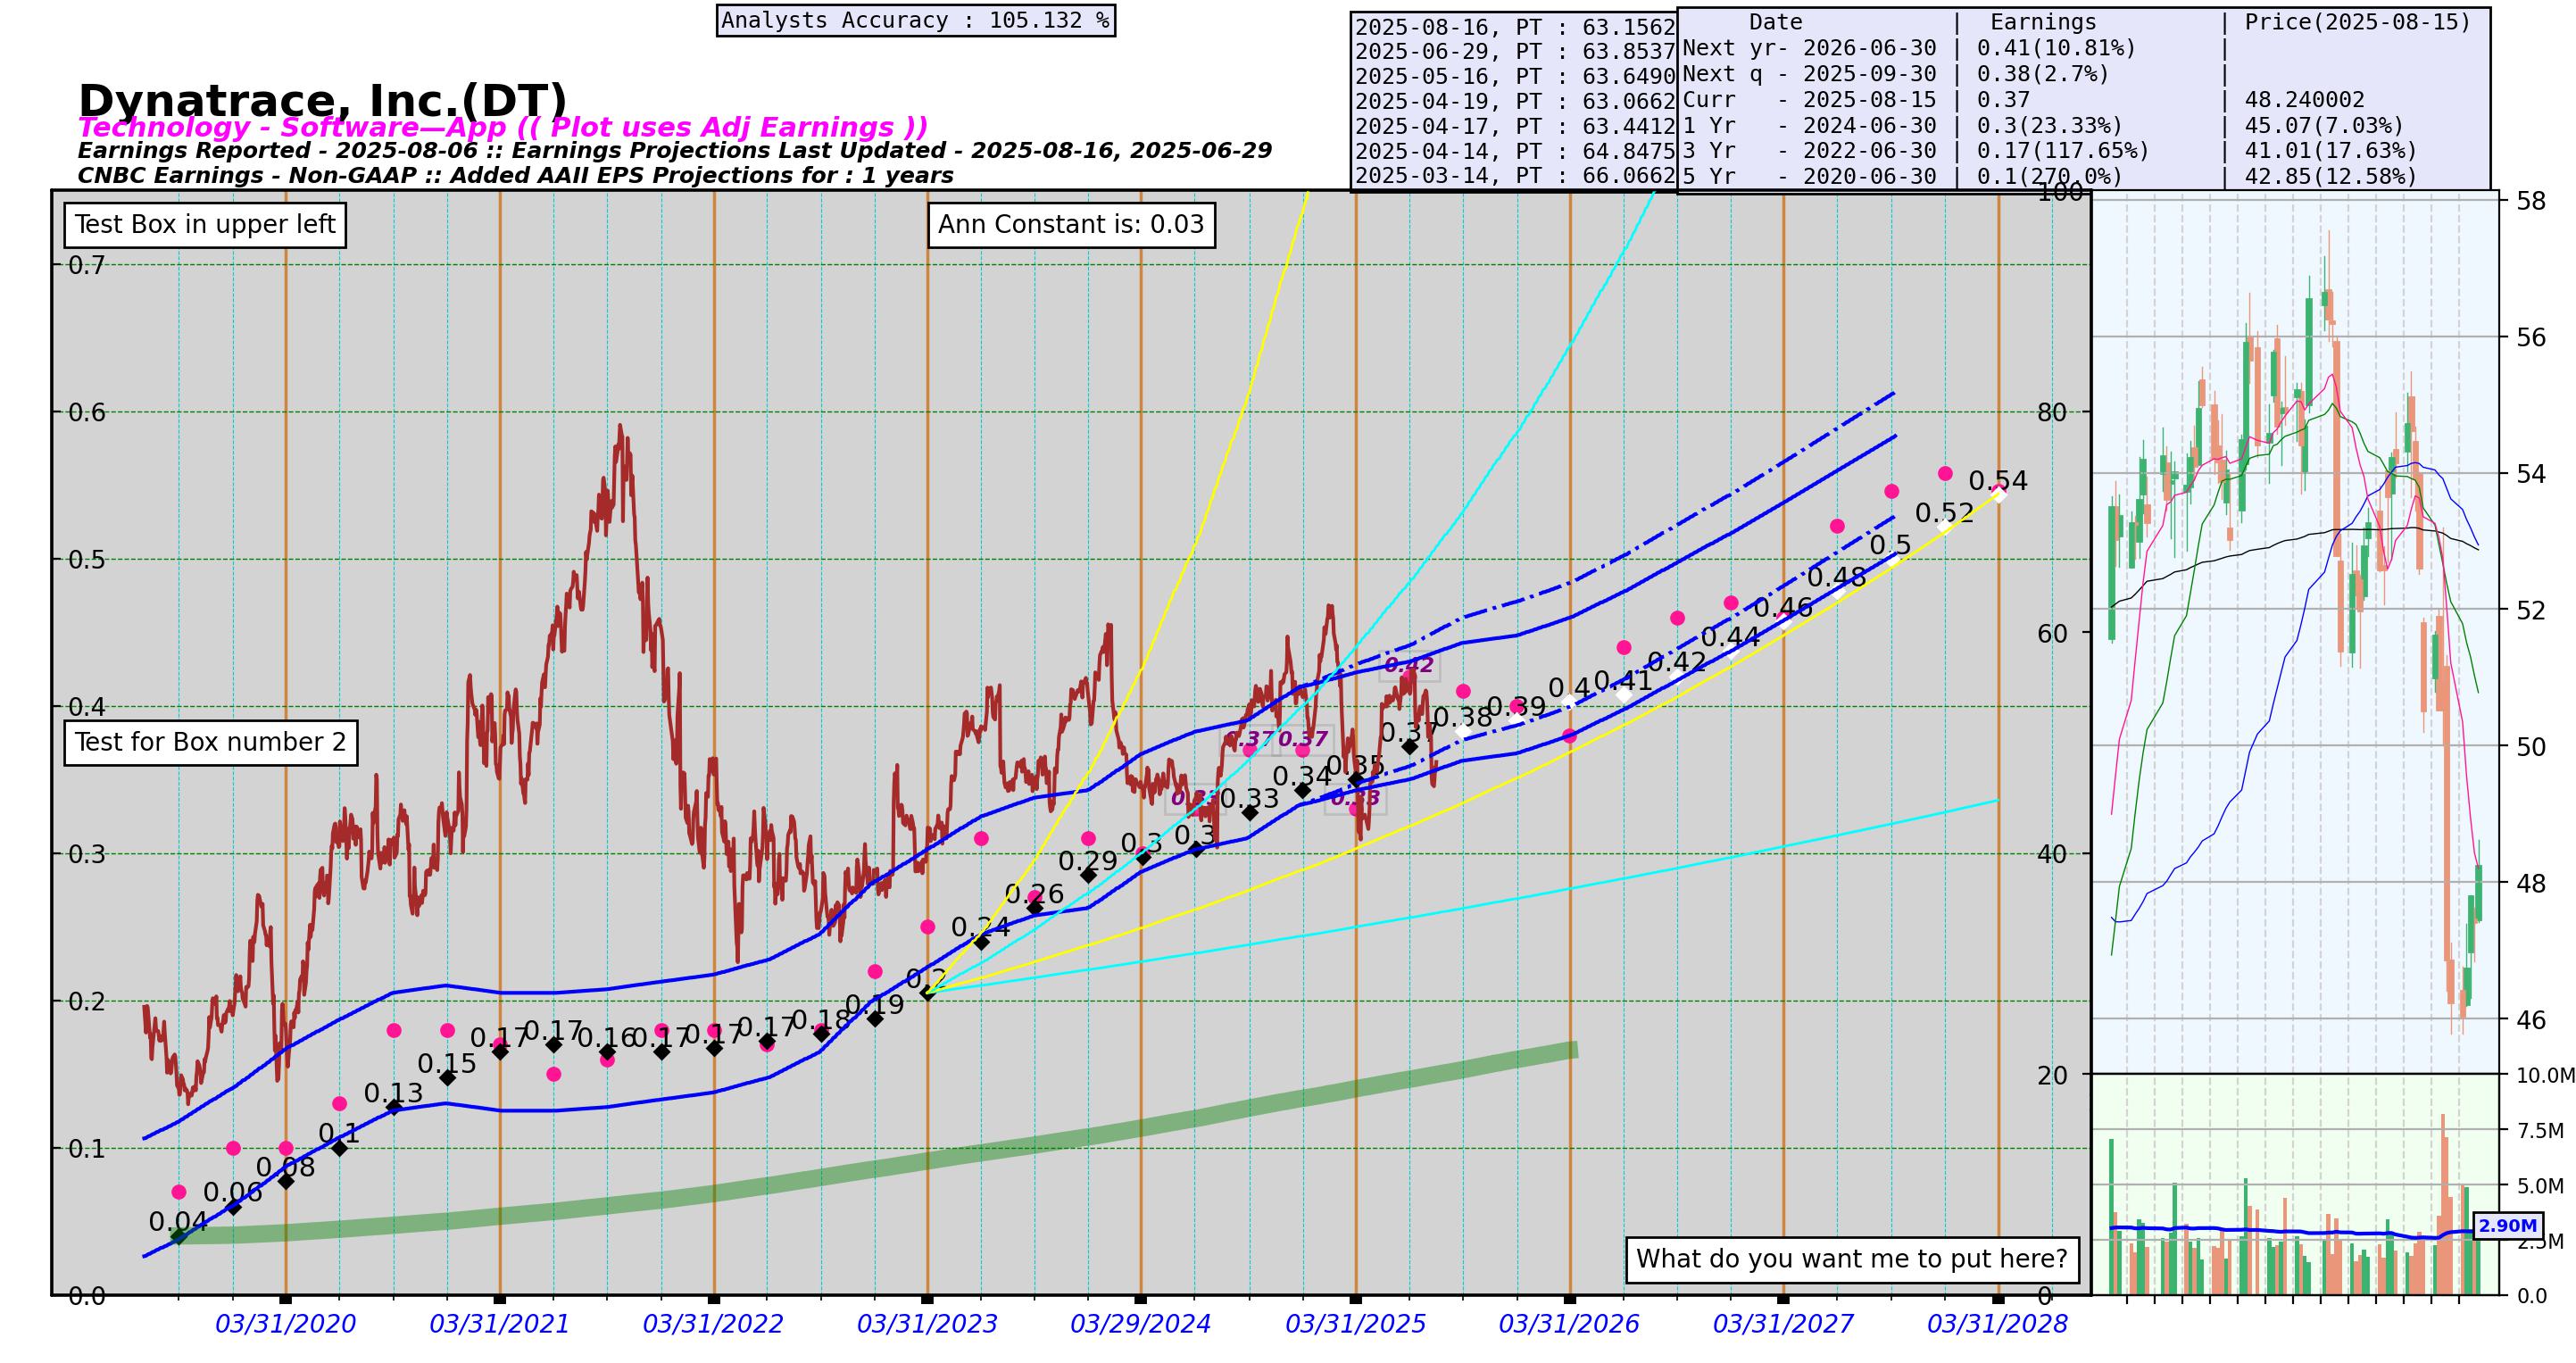 Analysts Accuracy : 105.132 %
2025-08-16, PT : 63.1562
2025-06-29, PT : 63.8537
2025-05-16, PT : 63.6490
2025-04-19, PT : 63.0662
2025-04-17, PT : 63.4412
2025-04-14, PT : 64.8475
2025-03-14, PT : 66.0662
Date | Earnings | Price(2025-08-15)
Next yr- 2026-06-30 | 0.41(10.81%) |
Next q - 2025-09-30 | 0.38(2.7%) |
Curr - 2025-08-15 | 0.37 | 48.240002
1 Yr - 2024-06-30 | 0.3(23.33%) | 45.07(7.03%)
3 Yr - 2022-06-30 | 0.17(117.65%) | 41.01(17.63%)
5 Yr - 2020-06-30 | 0.1(270.0%) | 42.85(12.58%)
Dynatrace, Inc.(DT)
Technology - Software—App (( Plot uses Adj Earnings ))
Earnings Reported - 2025-08-06 :: Earnings Projections Last Updated - 2025-08-16, 2025-06-29
CNBC Earnings - Non-GAAP :: Added AAII EPS Projections for : 1 years
Test Box in upper left
Ann Constant is: 0.03
Test for Box number 2
What do you want me to put here?
0.7
0.6
0.5
0.4
0.3
0.2
0.1
0.0
0.04
0.06
0.08
0.1
0.13
0.15
0.17
0.17
0.16
0.17
0.17
0.17
0.18
0.19
0.2
0.24
0.26
0.29
0.3
0.3
0.33
0.34
0.35
0.37
0.38
0.39
0.4
0.41
0.42
0.44
0.46
0.48
0.5
0.52
0.54
0.33
0.37
0.37
0.33
0.42
100
80
60
40
20
0
58
56
54
52
50
48
46
10.0M
7.5M
5.0M
2.90M
2.5M
0.0
03/31/2020
03/31/2021
03/31/2022
03/31/2023
03/29/2024
03/31/2025
03/31/2026
03/31/2027
03/31/2028